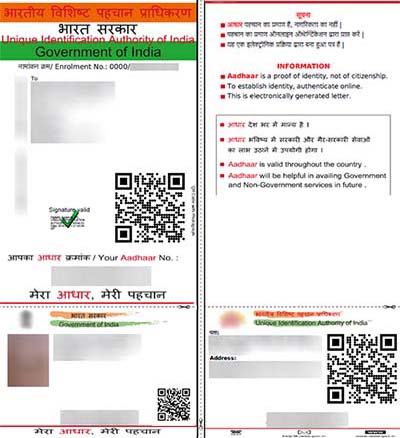 भारतीय विशिष्ट पहचान प्राधिकरण
भारत सरकार
Unique Identification Authority of India
Government of India
नामांकन क्रम/ Enrolment No.: 0000/
To
Signature valid
आपका आधार क्रमांक / Your Aadhaar No. :
मेरा आधार, मेरी पहचान
भारत सरकार
Government of India
मेरा आधार, मेरी पहचान
सूचना
आधार पहचान का प्रमाण है, नागरिकता का नहीं |
पहचान का प्रमाण ऑनलाइन ऑथेन्टिकेशन द्वारा प्राप्त करें |
यह एक इलेक्ट्रॉनिक प्रक्रिया द्वारा बना हुआ पत्र है |
INFORMATION
Aadhaar is a proof of identity, not of citizenship.
To establish identity, authenticate online.
This is electronically generated letter.
आधार देश भर में मान्य है ।
आधार भविष्य में सरकारी और गैर-सरकारी सेवाओं
का लाभ उठाने में उपयोगी होगा ।
Aadhaar is valid throughout the country .
Aadhaar will be helpful in availing Government
and Non-Government services in future .
भारतीय विशिष्ट पहचान प्राधिकरण
Unique Identification Authority of India
पता:
Address: